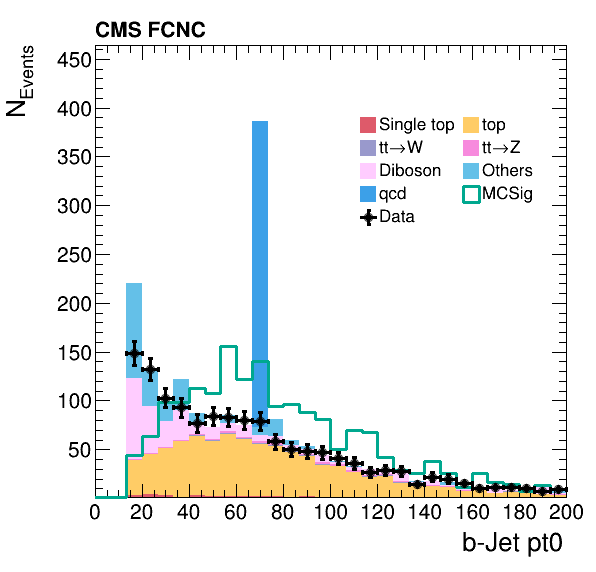 CMS FCNC
N_Events
450
400
350
300
250
200
150
100
50
Single top top
tt→W tt→Z
Diboson Others
qcd MCSig
Data
0 20 40 60 80 100 120 140 160 180 200
b-Jet pt0